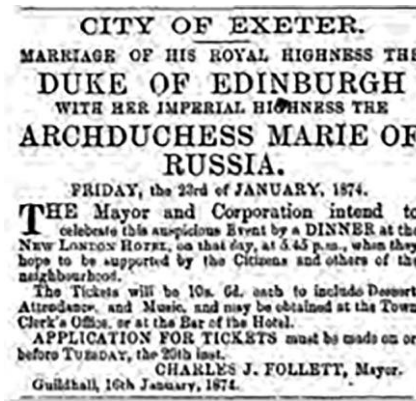 CITY OF EXETER.
MARRIAGE OF HIS ROYAL HIGHNESS THE
DUKE OF EDINBURGH
WITH HER IMPERIAL HIGHNESS THE
ARCHDUCHESS MARIE OF
RUSSIA.
FRIDAY, the 23rd of JANUARY, 1874.
THE Mayor and Corporation intend to
celebrate this auspicious Event by a DINNER at the
NEW LONDON HOTEL, on that day, at 5.45 p.m., when they
hope to be supported by the Citizens and others of the
neighbourhood.
The Tickets will be 10s. 6d. each to include Dessert
Attendance, and Music, and may be obtained at the Town
Clerk's Office, or at the Bar of the Hotel.
APPLICATION FOR TICKETS must be made on or
before TUESDAY, the 20th inst.
CHARLES J. FOLLETT, Mayor.
Guildhall, 16th January, 1874.